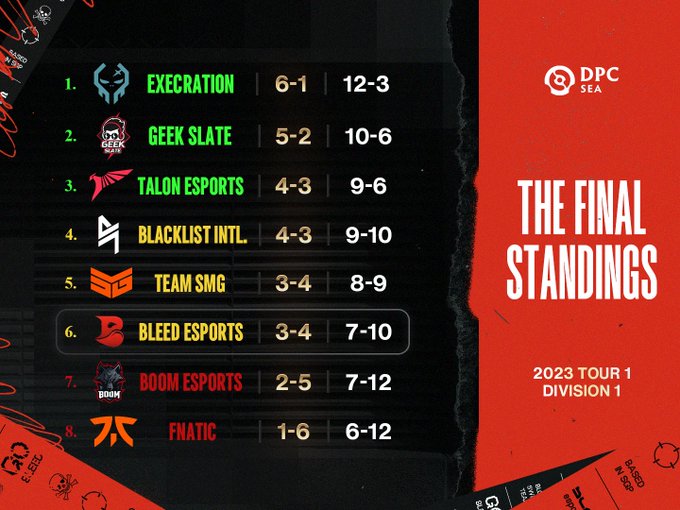 BASED
IN SGP
1. EXECRATION 6-1 12-3
2. GEEK SLATE GEEK SLATE 5-2 10-6
3. TALON ESPORTS 4-3 9-6
4. BLACKLIST INTL. 4-3 9-10
5. TEAM SMG 3-4 8-9
6. BLEED ESPORTS 3-4 7-10
7. BOOM BOOM ESPORTS 2-5 7-12
8. FNATIC 1-6 6-12
DPC
SEA
THE FINAL
STANDINGS
2023 TOUR 1
DIVISION 1
BASED
IN SGP